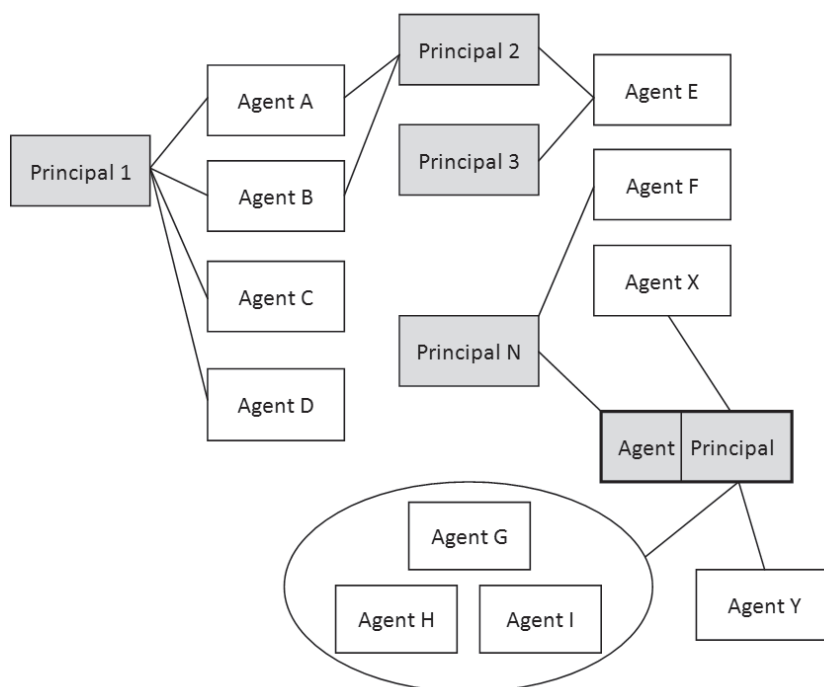 Principal 2
Agent E
Agent A
Principal 1
Principal 3
Agent B
Agent F
Agent C
Agent X
Principal N
Agent D
Agent
Principal
Agent G
Agent H
Agent I
Agent Y